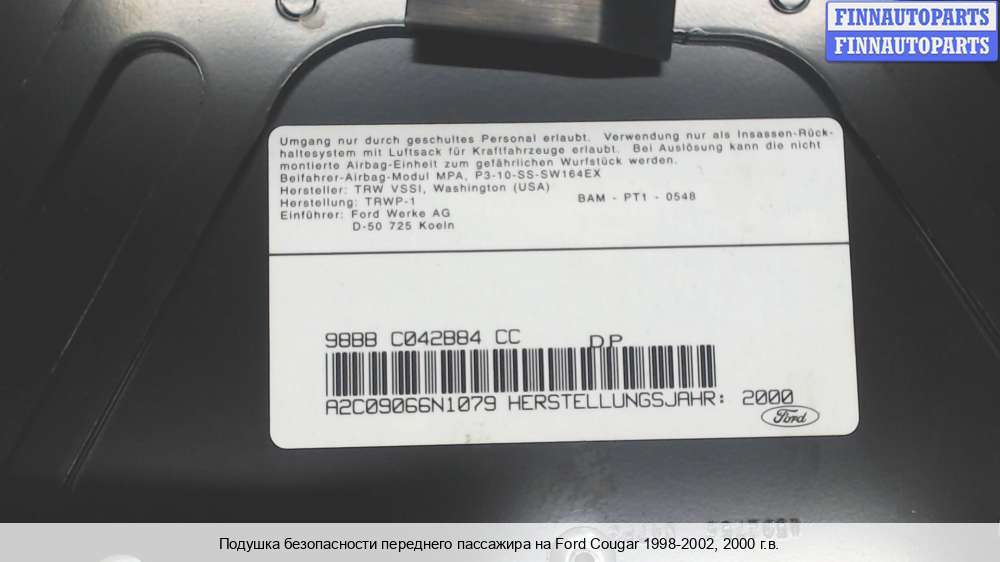 FINNAUTOPARTS
FINNAUTOPARTS
Umgang nur durch geschultes Personal erlaubt. Verwendung nur als Insassen-Rück-
haltesystem mit Luftsack für Kraftfahrzeuge erlaubt. Bei Auslösung kann die nicht
montierte Airbag-Einheit zum gefährlichen Wurfstück werden.
Beifahrer-Airbag-Modul MPA, P3-10-SS-SW164EX
Hersteller: TRW VSSI, Washington (USA)
Herstellung: TRWP-1 BAM - PT1 - 0548
Einführer: Ford Werke AG
D-50 725 Koeln
98BB C042B84 CC DP
A2C09066N1079 HERSTELLUNGSJAHR: 2000
Ford
Подушка безопасности переднего пассажира на Ford Cougar 1998-2002, 2000 г.в.